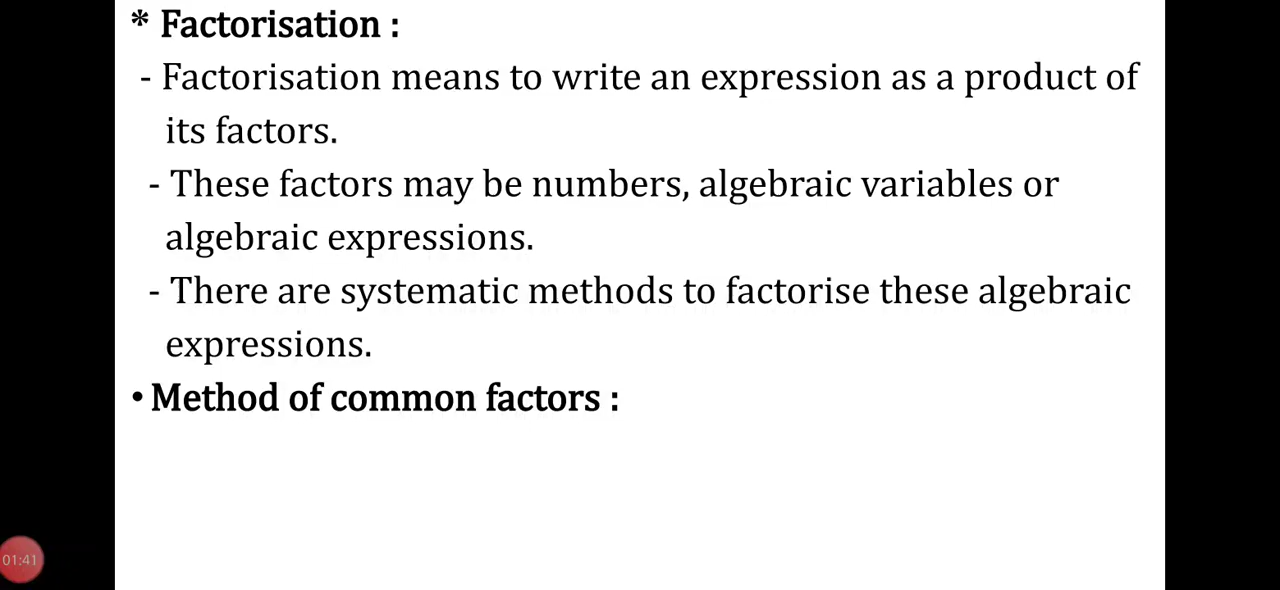 * Factorisation :
- Factorisation means to write an expression as a product of
its factors.
- These factors may be numbers, algebraic variables or
algebraic expressions.
- There are systematic methods to factorise these algebraic
expressions.
• Method of common factors :
01:41